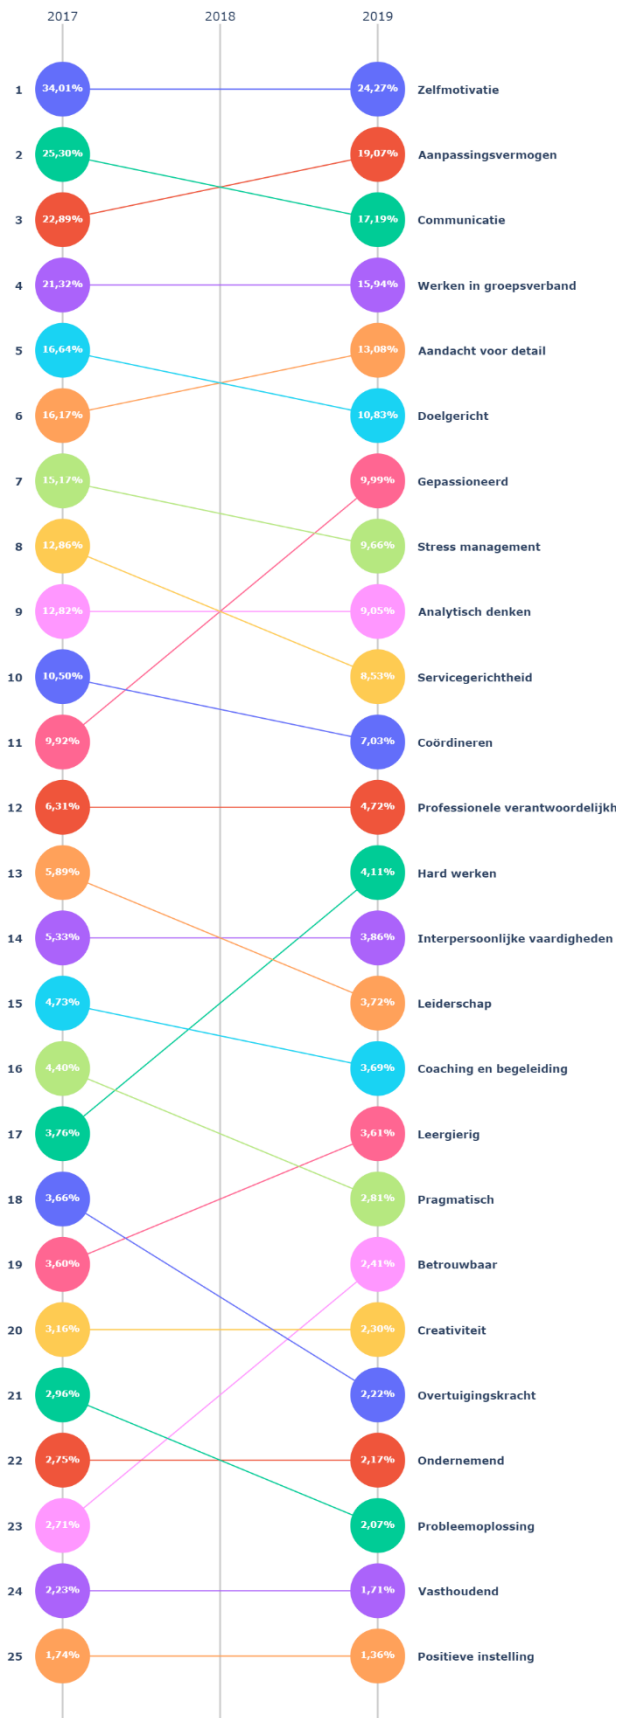 2017 2018 2019
1 34,01% 24,27% Zelfmotivatie
2 25,30% 19,07% Aanpassingsvermogen
3 22,89% 17,19% Communicatie
4 21,32% 15,94% Werken in groepsverband
5 16,64% 13,08% Aandacht voor detail
6 16,17% 10,83% Doelgericht
7 15,17% 9,99% Gepassioneerd
8 12,86% 9,66% Stress management
9 12,82% 9,05% Analytisch denken
10 10,50% 8,53% Servicegerichtheid
11 9,92% 7,03% Coördineren
12 6,31% 4,72% Professionele verantwoordelijkh
13 5,89% 4,11% Hard werken
14 5,33% 3,86% Interpersoonlijke vaardigheden
15 4,73% 3,72% Leiderschap
16 4,40% 3,69% Coaching en begeleiding
17 3,76% 3,61% Leergierig
18 3,66% 2,81% Pragmatisch
19 3,60% 2,41% Betrouwbaar
20 3,16% 2,30% Creativiteit
21 2,96% 2,22% Overtuigingskracht
22 2,75% 2,17% Ondernemend
23 2,71% 2,07% Probleemoplossing
24 2,23% 1,71% Vasthoudend
25 1,74% 1,36% Positieve instelling